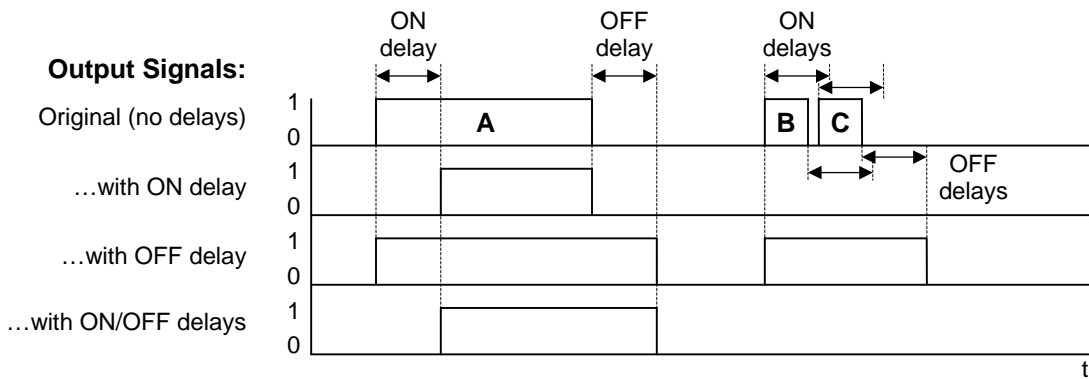 ON
delay
OFF
delay
ON
delays
Output Signals:
Original (no delays)
1
0
A
B
C
…with ON delay
1
0
OFF
delays
…with OFF delay
1
0
…with ON/OFF delays
1
0
t